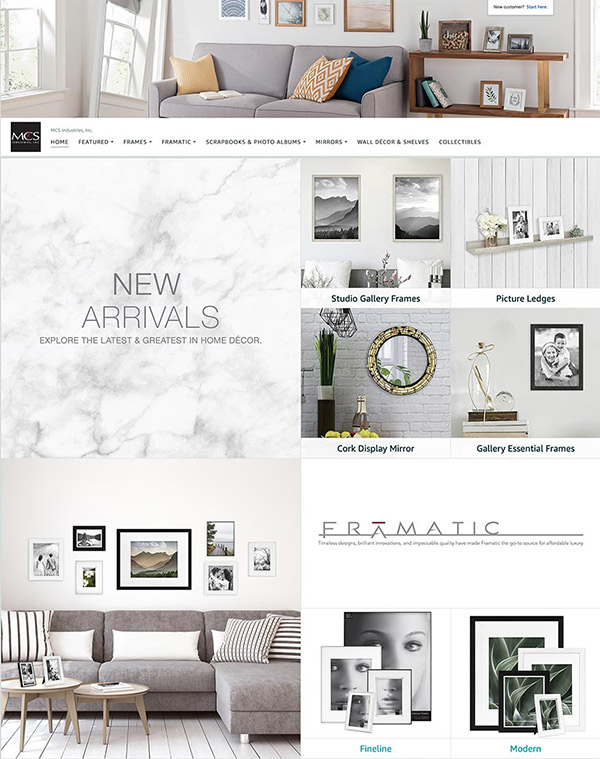 New customer? Start here.
MCS
INDUSTRIES, INC
MCS Industries, Inc.
HOME FEATURED FRAMES FRAMATIC SCRAPBOOKS & PHOTO ALBUMS MIRRORS WALL DÉCOR & SHELVES COLLECTIBLES
NEW
ARRIVALS
EXPLORE THE LATEST & GREATEST IN HOME DÉCOR.
Studio Gallery Frames
Picture Ledges
Cork Display Mirror
Gallery Essential Frames
FRAMATIC
Timeless designs, brilliant innovations, and impeccable quality have made Framatic the go-to source for affordable luxury.
Fineline
Modern